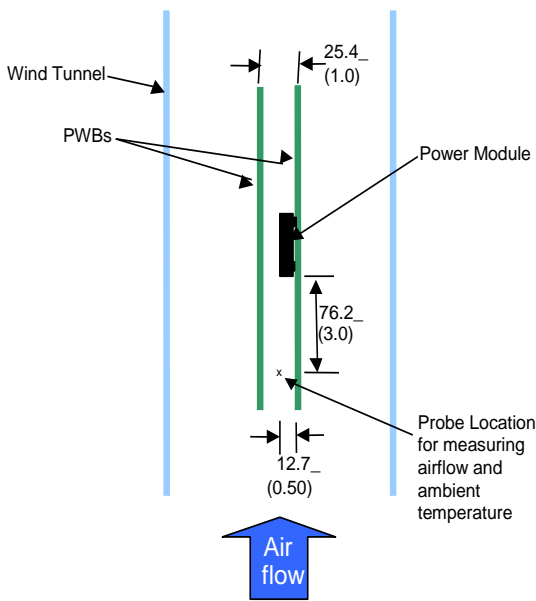 25.4_
(1.0)
Wind Tunnel
PWBs
Power Module
76.2_
(3.0)
x
Probe Location
for measuring
airflow and
ambient
temperature
12.7_
(0.50)
Air
flow